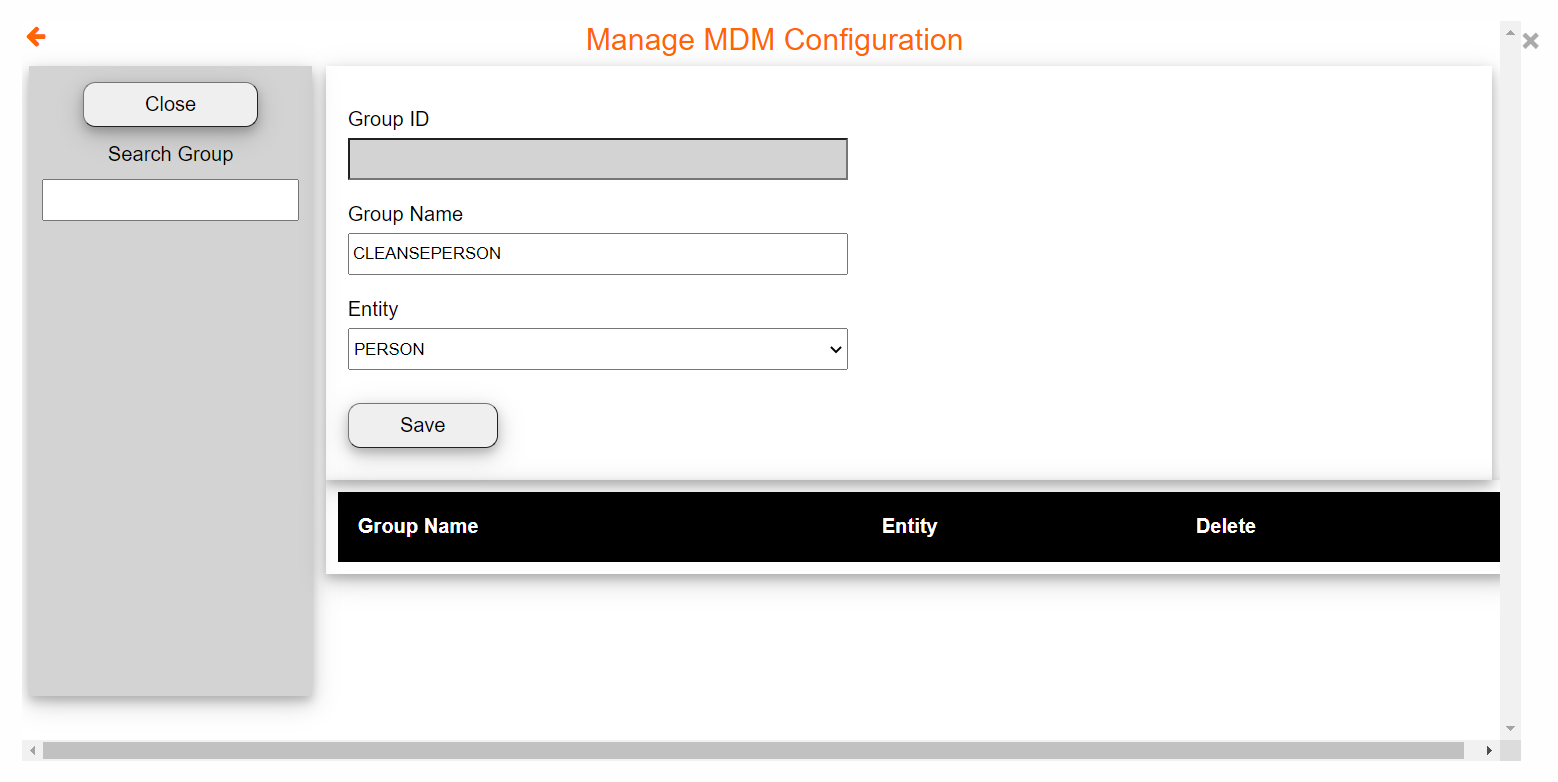 Manage MDM Configuration
Close
Search Group
Group ID
Group Name
CLEANSEPERSON
Entity
PERSON
Save
Group Name Entity Delete